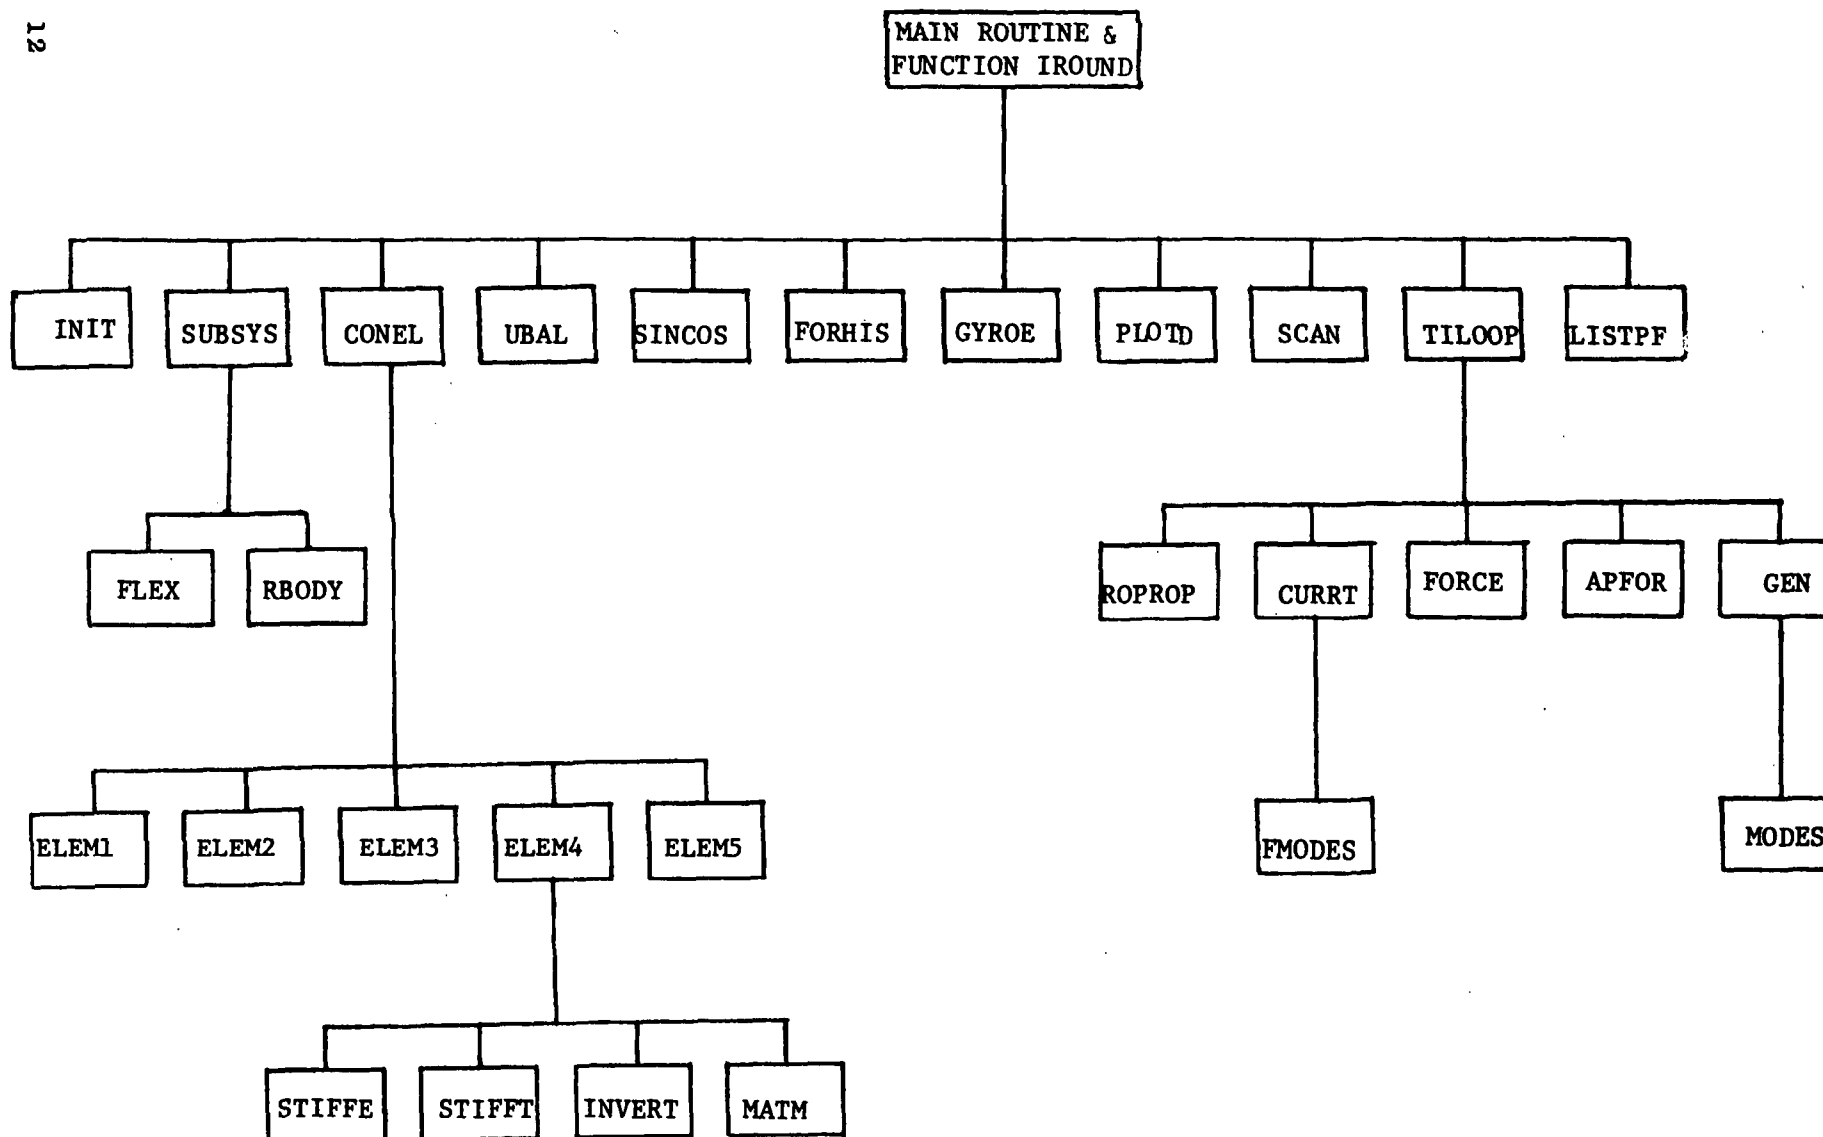 12
MAIN ROUTINE &
FUNCTION IROUND
INIT
SUBSYS
CONEL
UBAL
SINCOS
FORHIS
GYROE
PLOTD
SCAN
TILOOP
LISTPF
FLEX
RBODY
ROPROP
CURRT
FORCE
APFOR
GEN
ELEM1
ELEM2
ELEM3
ELEM4
ELEM5
FMODES
MODES
STIFFE
STIFFT
INVERT
MATM